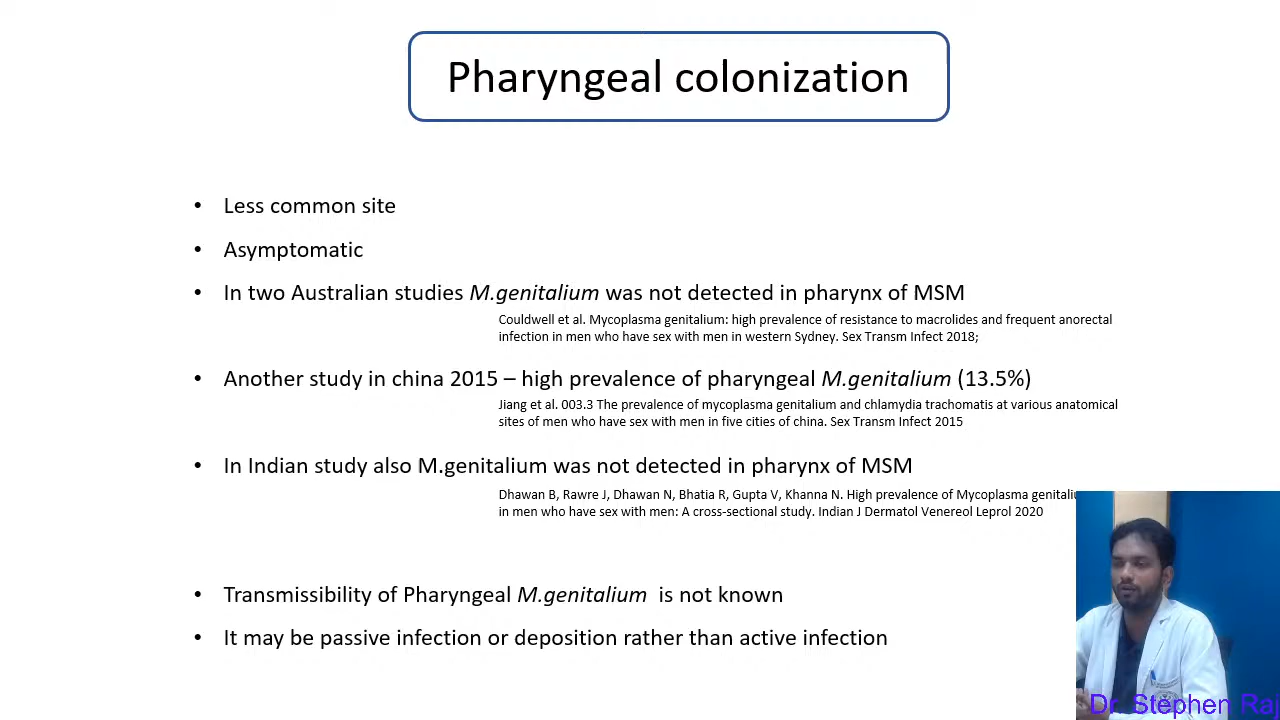 Pharyngeal colonization
• Less common site
• Asymptomatic
• In two Australian studies M.genitalium was not detected in pharynx of MSM
Couldwell et al. Mycoplasma genitalium: high prevalence of resistance to macrolides and frequent anorectal
infection in men who have sex with men in western Sydney. Sex Transm Infect 2018;
• Another study in china 2015 – high prevalence of pharyngeal M.genitalium (13.5%)
Jiang et al. 003.3 The prevalence of mycoplasma genitalium and chlamydia trachomatis at various anatomical
sites of men who have sex with men in five cities of china. Sex Transm Infect 2015
• In Indian study also M.genitalium was not detected in pharynx of MSM
Dhawan B, Rawre J, Dhawan N, Bhatia R, Gupta V, Khanna N. High prevalence of Mycoplasma
in men who have sex with men: A cross-sectional study. Indian J Dermatol Venereol Leprol 2020
• Transmissibility of Pharyngeal M.genitalium is not known
• It may be passive infection or deposition rather than active infection
Dr. Stephen Raj